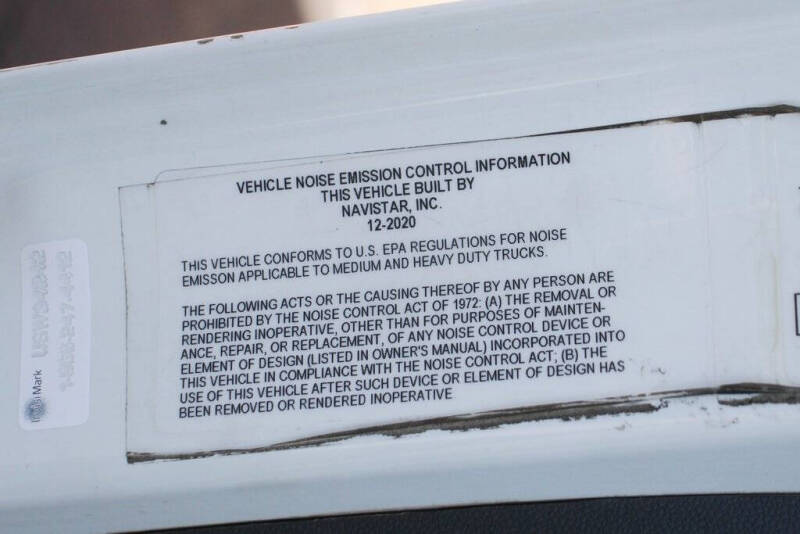 VEHICLE NOISE EMISSION CONTROL INFORMATION
THIS VEHICLE BUILT BY
NAVISTAR, INC.
12-2020
THIS VEHICLE CONFORMS TO U.S. EPA REGULATIONS FOR NOISE
EMISSON APPLICABLE TO MEDIUM AND HEAVY DUTY TRUCKS.
THE FOLLOWING ACTS OR THE CAUSING THEREOF BY ANY PERSON ARE
PROHIBITED BY THE NOISE CONTROL ACT OF 1972: (A) THE REMOVAL OR
RENDERING INOPERATIVE, OTHER THAN FOR PURPOSES OF MAINTEN-
ANCE, REPAIR, OR REPLACEMENT, OF ANY NOISE CONTROL DEVICE OR
ELEMENT OF DESIGN (LISTED IN OWNER'S MANUAL) INCORPORATED INTO
THIS VEHICLE IN COMPLIANCE WITH THE NOISE CONTROL ACT; (B) THE
USE OF THIS VEHICLE AFTER SUCH DEVICE OR ELEMENT OF DESIGN HAS
BEEN REMOVED OR RENDERED INOPERATIVE